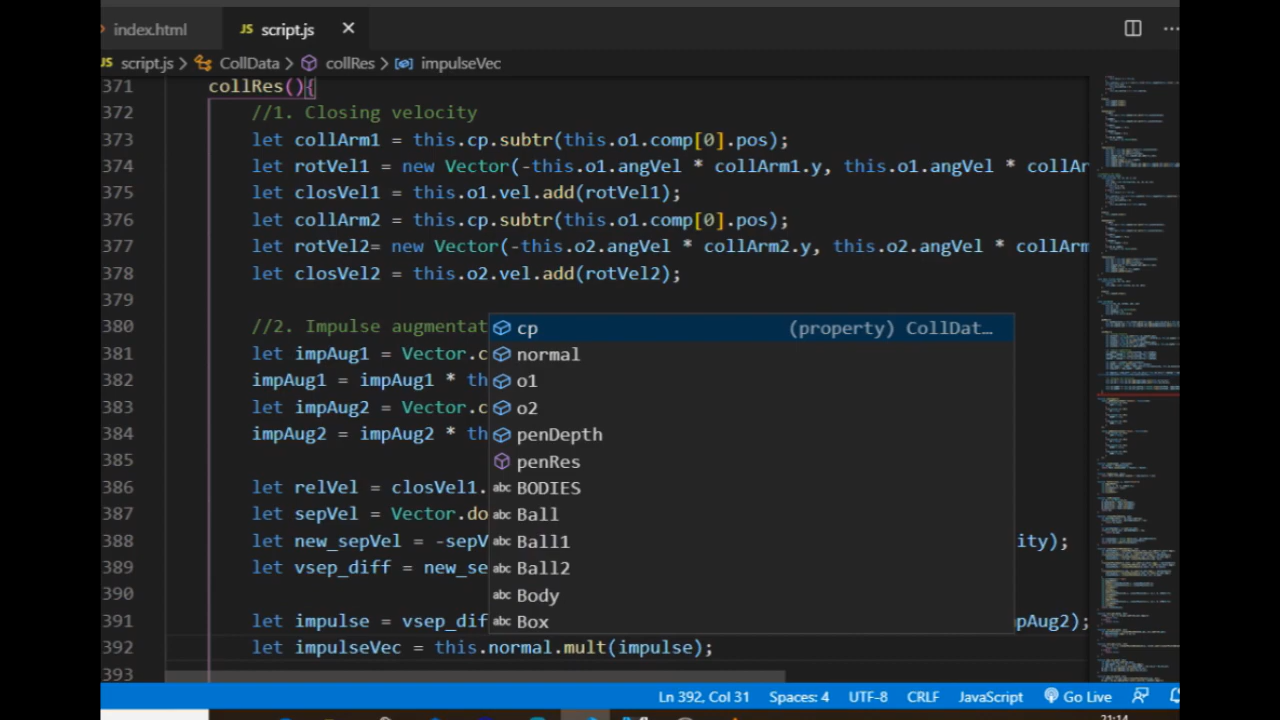 index.html JS script.js
JS script.js CollData collRes impulseVec
371 collRes(){
372 //1. Closing velocity
373 let collArm1 = this.cp.subtr(this.o1.comp[0].pos);
374 let rotVel1 = new Vector(-this.o1.angVel * collArm1.y, this.o1.angVel * collAr
375 let closVel1 = this.o1.vel.add(rotVel1);
376 let collArm2 = this.cp.subtr(this.o1.comp[0].pos);
377 let rotVel2= new Vector(-this.o2.angVel * collArm2.y, this.o2.angVel * collArm
378 let closVel2 = this.o2.vel.add(rotVel2);
379
380 //2. Impulse augmentat
381 let impAug1 = Vector.c
382 impAug1 = impAug1 * th
383 let impAug2 = Vector.c
384 impAug2 = impAug2 * th
385
386 let relVel = closVel1.
387 let sepVel = Vector.do
388 let new_sepVel = -sepV ity);
389 let vsep_diff = new_se
390
391 let impulse = vsep_dif pAug2);
392 let impulseVec = this.normal.mult(impulse);
393
cp (property) CollDat…
normal
o1
o2
penDepth
penRes
abc BODIES
abc Ball
abc Ball1
abc Ball2
abc Body
abc Box
Ln 392, Col 31 Spaces: 4 UTF-8 CRLF JavaScript Go Live